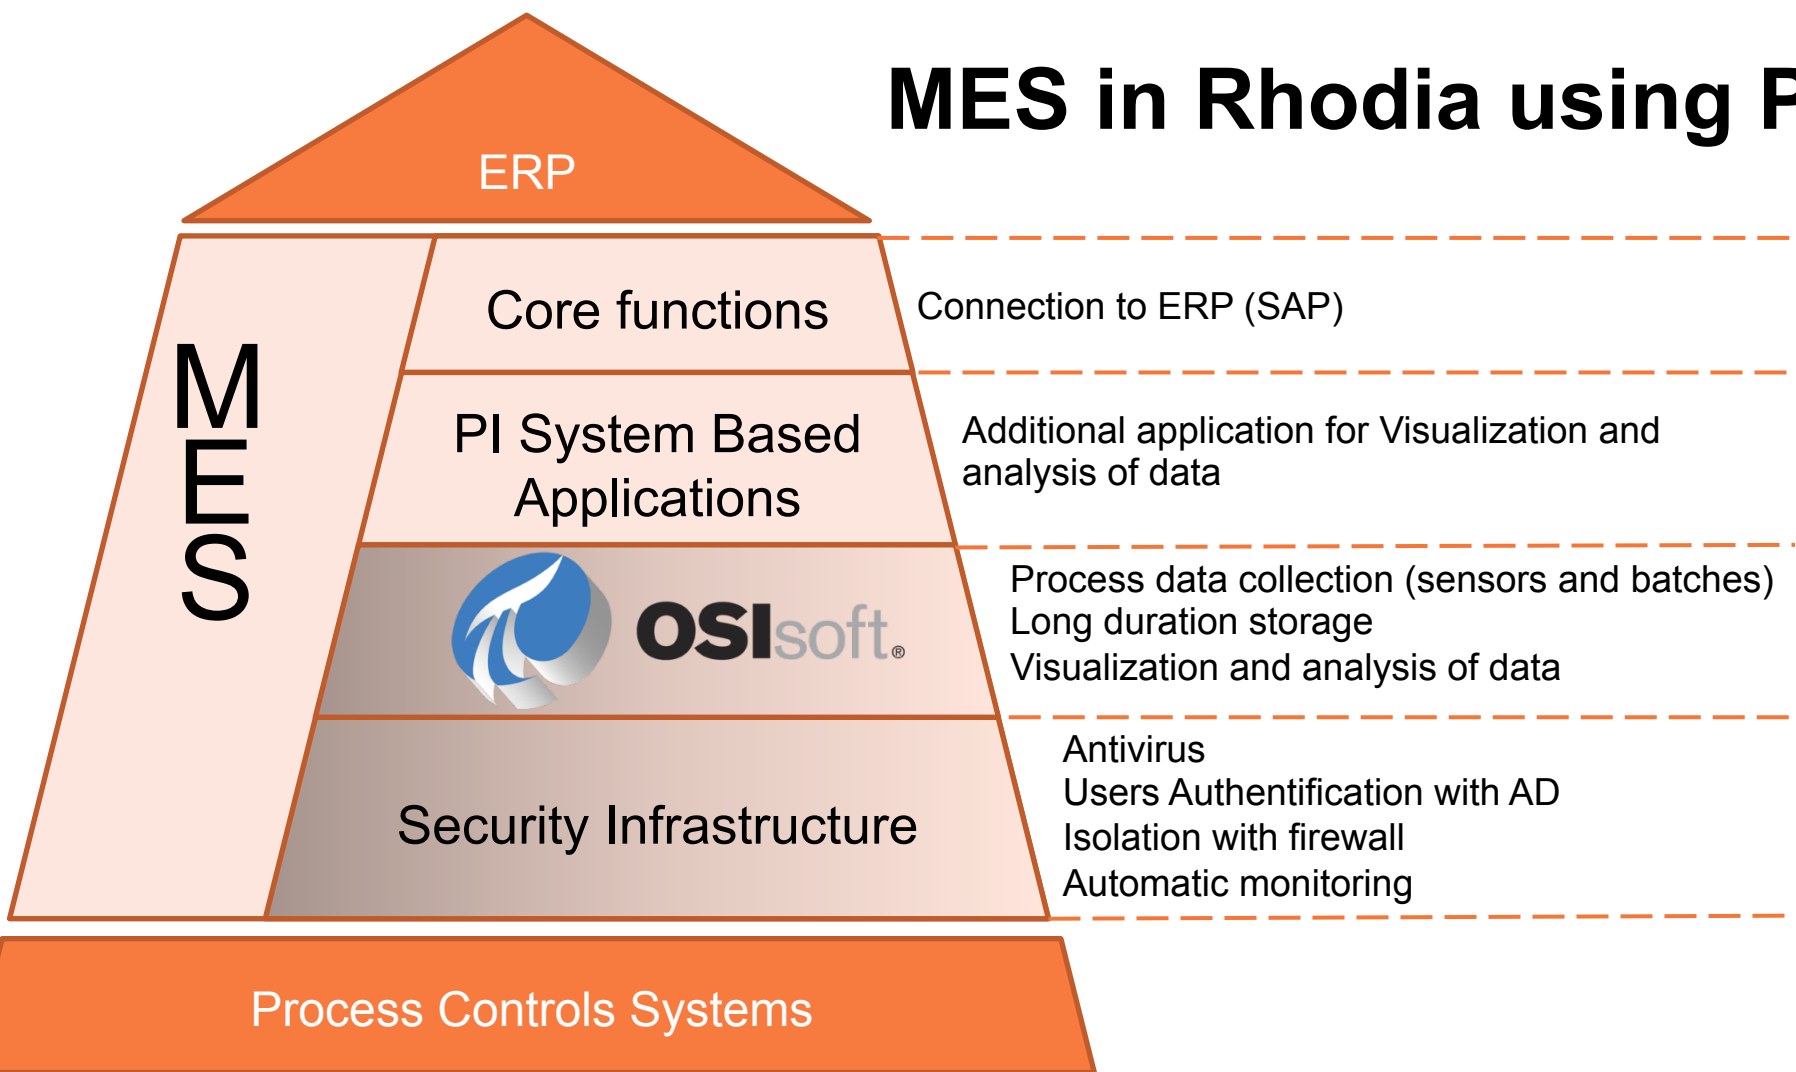 MES in Rhodia using P
ERP
MES
Core functions
Connection to ERP (SAP)
PI System Based
Applications
Additional application for Visualization and
analysis of data
OSIsoft®
Process data collection (sensors and batches)
Long duration storage
Visualization and analysis of data
Security Infrastructure
Antivirus
Users Authentification with AD
Isolation with firewall
Automatic monitoring
Process Controls Systems